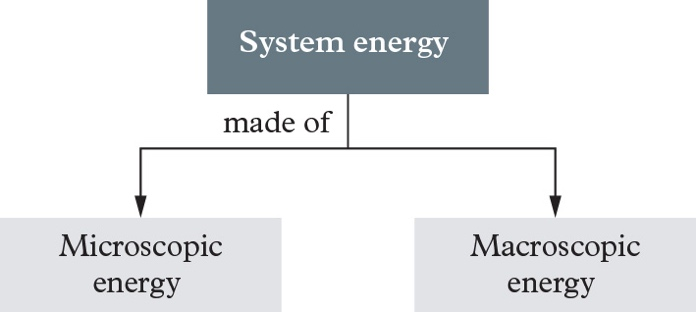 System energy
made of
Microscopic
energy
Macroscopic
energy